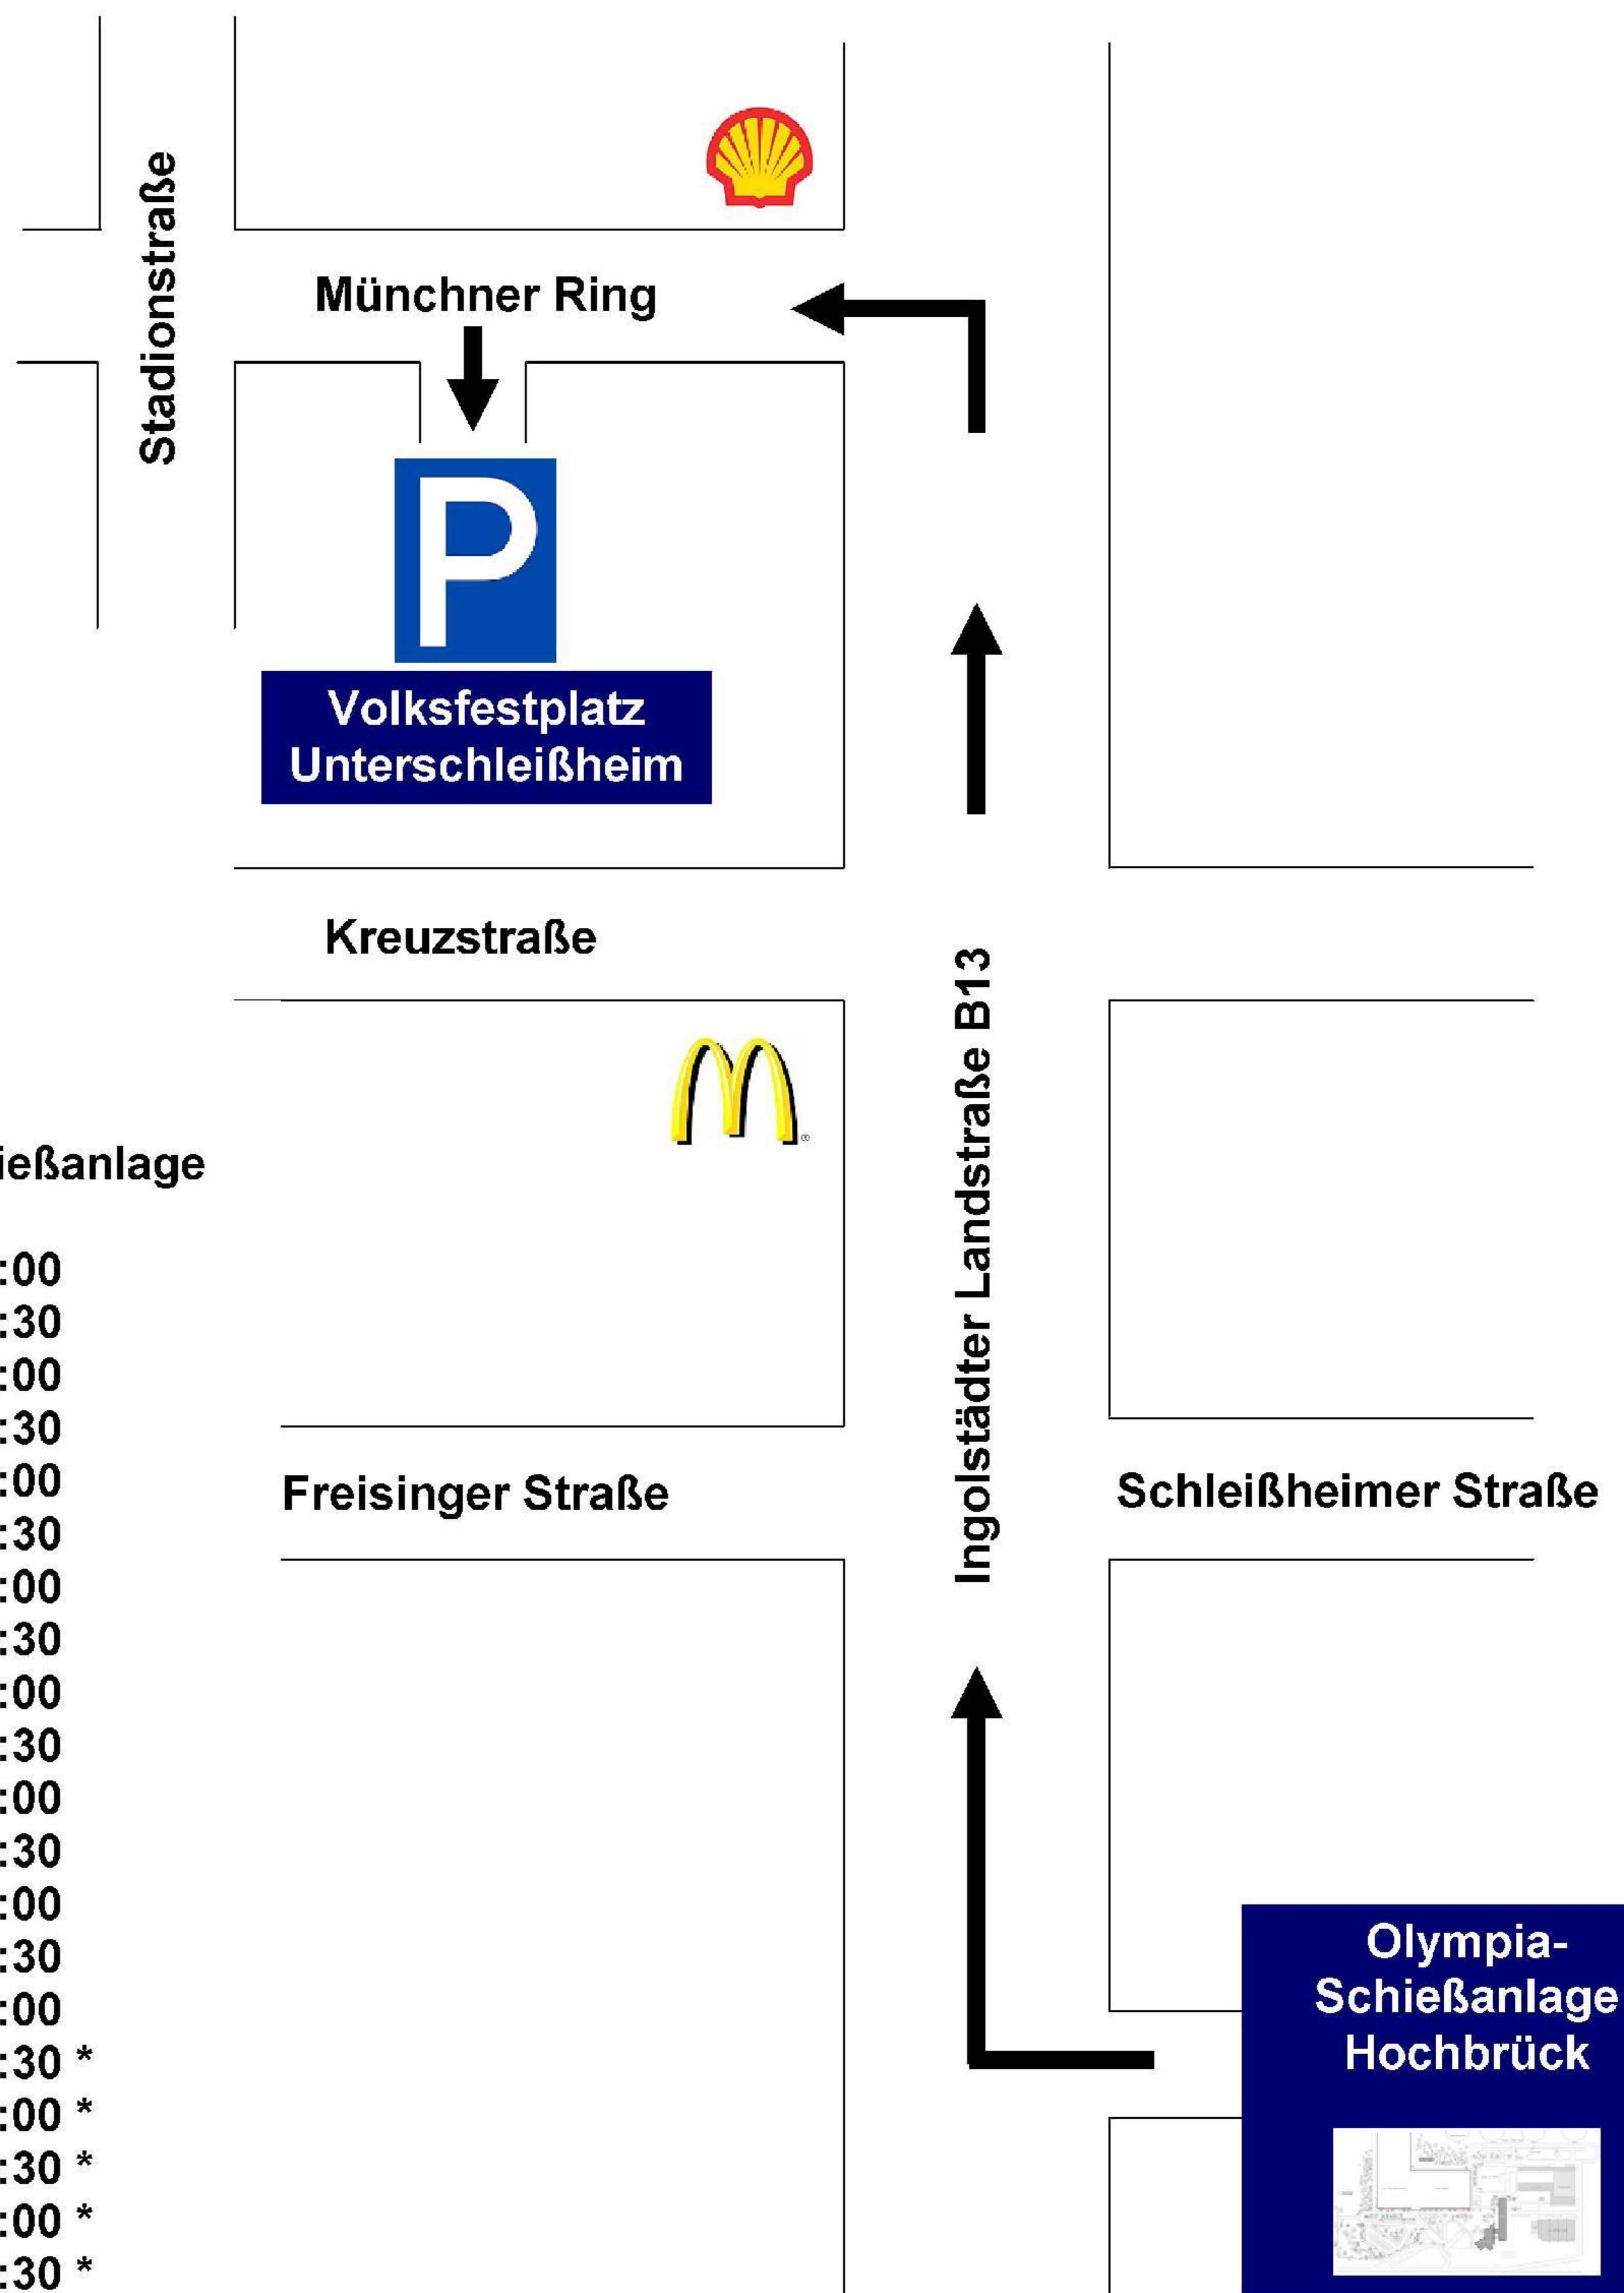 Stadionstraße
Münchner Ring
P
Volksfestplatz
Unterschleißheim
Kreuzstraße
Ingolstädter Landstraße B13
ießanlage
:00
:30
:00
:30
:00
:30
:00
:30
:00
:30
:00
:30
:00
:30
:00
:30 *
:00 *
:30 *
:00 *
:30 *
Freisinger Straße
Schleißheimer Straße
Olympia-
Schießanlage
Hochbrück